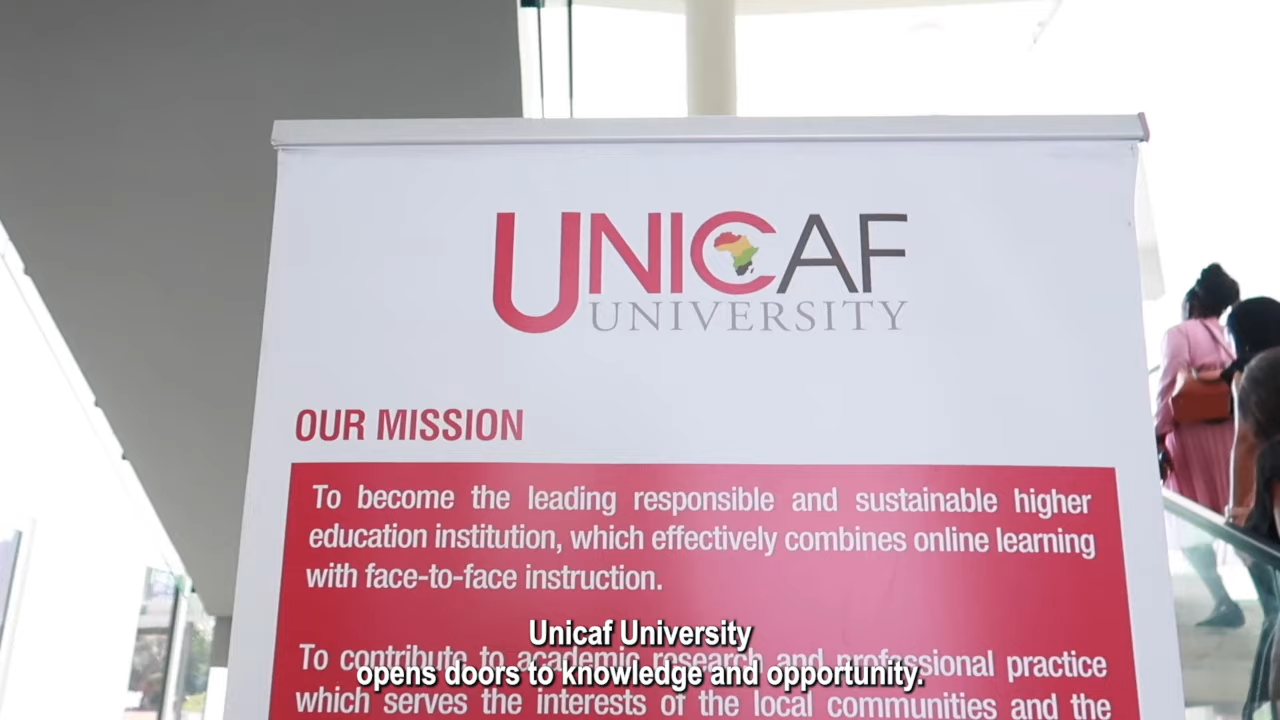 UNICAF
UNIVERSITY
OUR MISSION
To become the leading responsible and sustainable higher
education institution, which effectively combines online learning
with face-to-face instruction.
Unicaf University
To contribute to academic research and professional practice
opens doors to knowledge and opportunity.
which serves the interests of the local communities and the